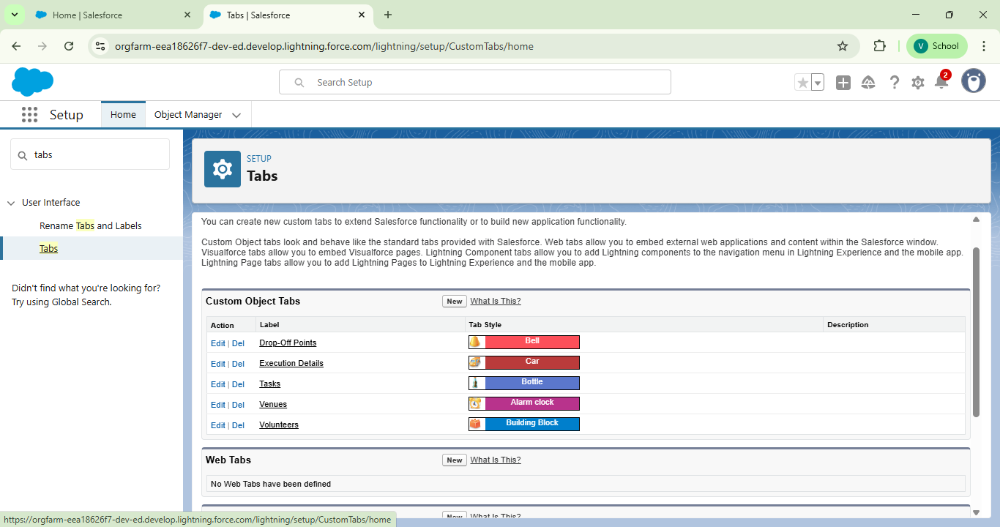 Home | Salesforce
Tabs | Salesforce
orgfarm-eea18626f7-dev-ed.develop.lightning.force.com/lightning/setup/CustomTabs/home
V School
Search Setup
2
Setup
Home
Object Manager
tabs
User Interface
Rename Tabs and Labels
Tabs
Didn't find what you're looking for?
Try using Global Search.
SETUP
Tabs
You can create new custom tabs to extend Salesforce functionality or to build new application functionality.
Custom Object tabs look and behave like the standard tabs provided with Salesforce. Web tabs allow you to embed external web applications and content within the Salesforce window.
Visualforce tabs allow you to embed Visualforce pages. Lightning Component tabs allow you to add Lightning components to the navigation menu in Lightning Experience and the mobile app.
Lightning Page tabs allow you to add Lightning Pages to Lightning Experience and the mobile app.
Custom Object Tabs New What Is This?
Action Label Tab Style Description
Edit | Del Drop-Off Points Bell
Edit | Del Execution Details Car
Edit | Del Tasks Bottle
Edit | Del Venues Alarm clock
Edit | Del Volunteers Building Block
Web Tabs New What Is This?
No Web Tabs have been defined
New What Is This?
https://orgfarm-eea18626f7-dev-ed.develop.lightning.force.com/lightning/setup/CustomTabs/home